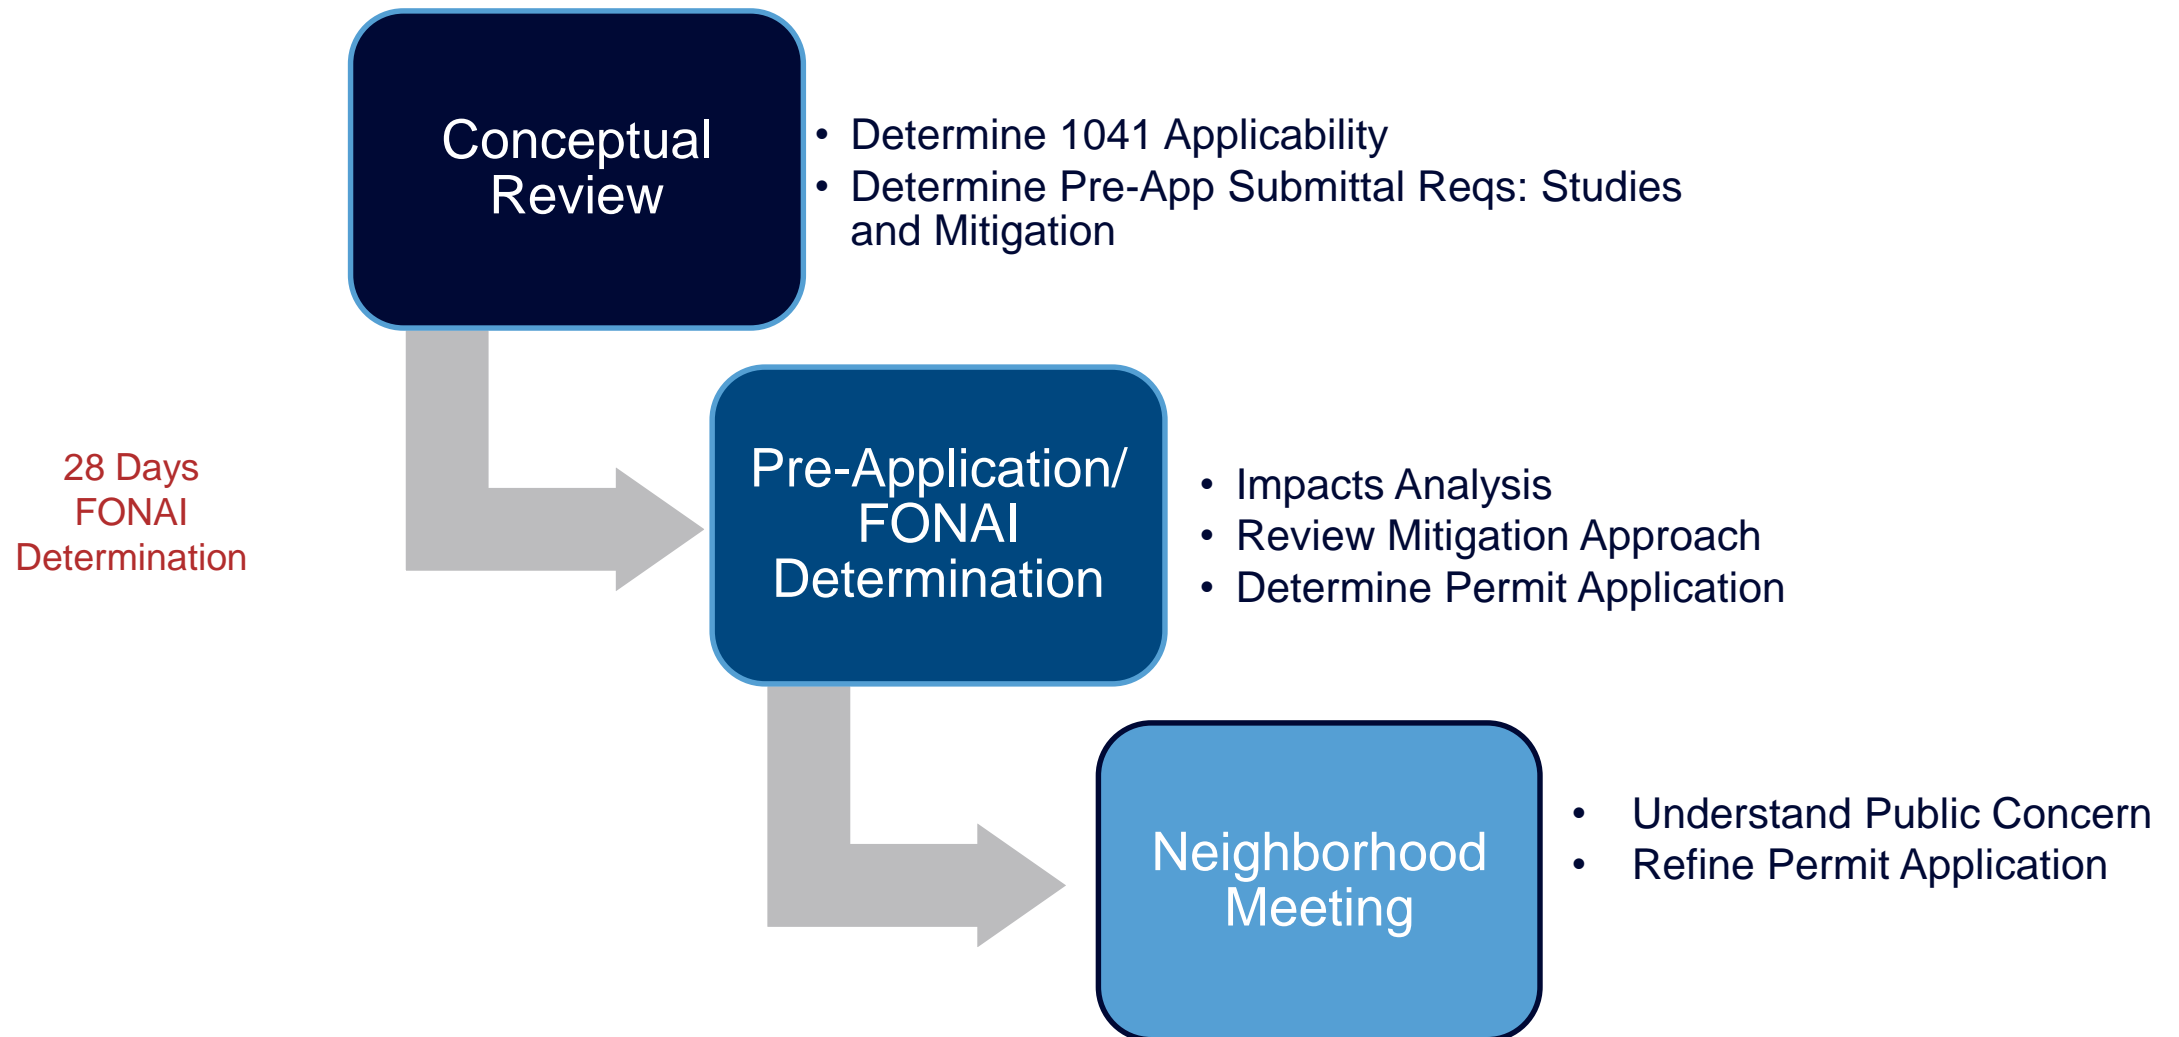 Conceptual
Review
• Determine 1041 Applicability
• Determine Pre-App Submittal Reqs: Studies
and Mitigation
28 Days
FONAI
Determination
Pre-Application/
FONAI
Determination
• Impacts Analysis
• Review Mitigation Approach
• Determine Permit Application
Neighborhood
Meeting
• Understand Public Concern
• Refine Permit Application